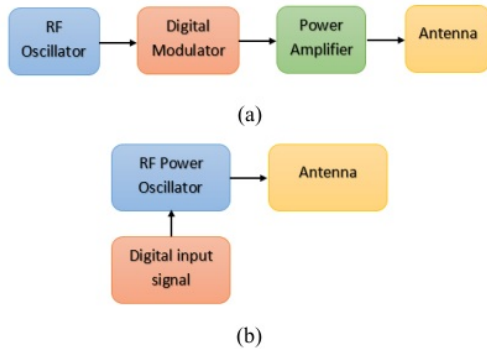 RF Oscillator
Digital Modulator
Power Amplifier
Antenna
(a)
RF Power Oscillator
Antenna
Digital input signal
(b)